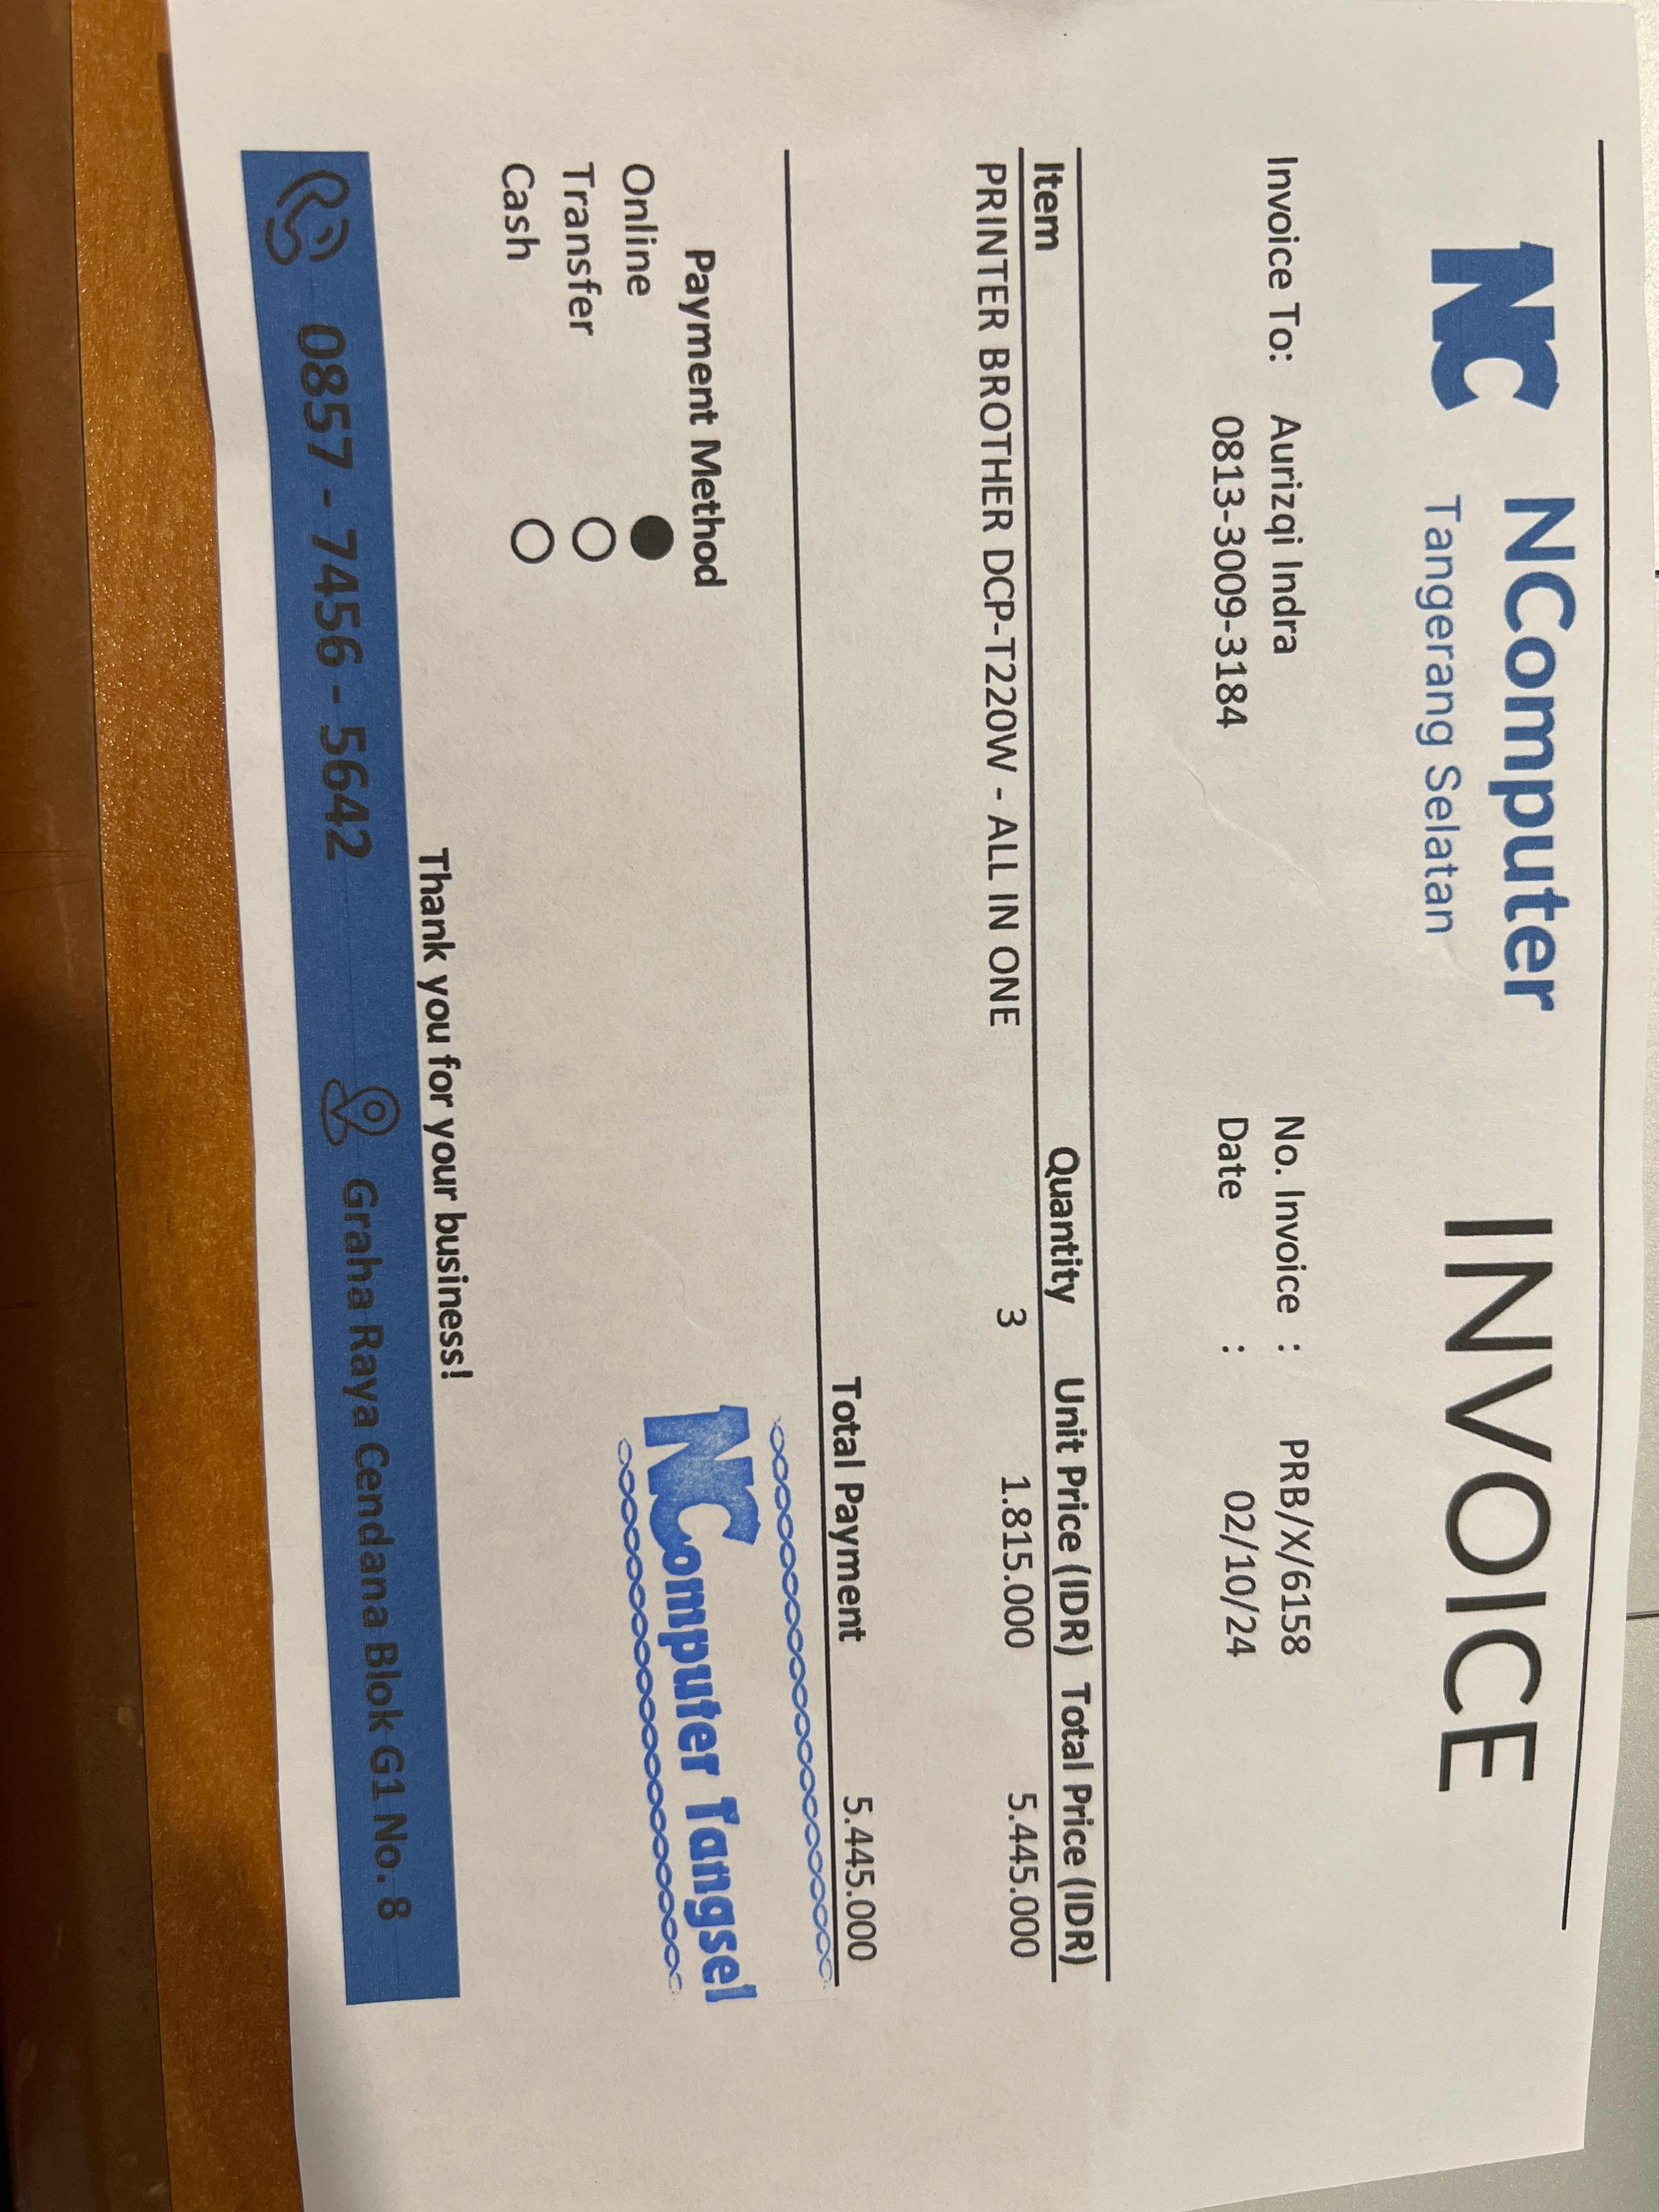 NC NComputer INVOICE
Tangerang Selatan
Invoice To: Aurizqi Indra No. Invoice : PRB/X/6158
0813-3009-3184 Date : 02/10/24
Item Quantity Unit Price (IDR) Total Price (IDR)
PRINTER BROTHER DCP-T220W - ALL IN ONE 3 1.815.000 5.445.000
Total Payment 5.445.000
Payment Method
Online
Transfer
Cash
NComputer Tangsel
Thank you for your business!
0857 - 7456 - 5642 Graha Raya Cendana Blok G1 No. 8